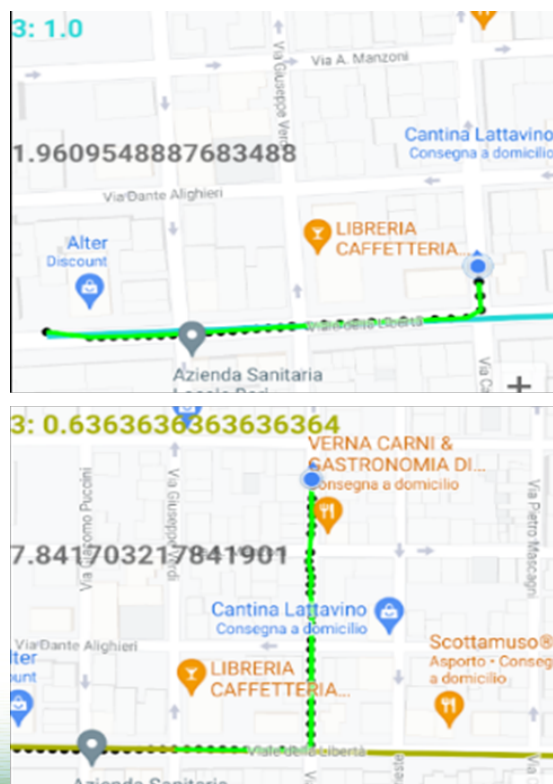 3: 1.0
Via A. Manzoni
Via Giuseppe Verdi
Cantina Lattavino
Consegna a domicilio
1.9609548887683488
Via Dante Alighieri
LIBRERIA
CAFFETTERIA...
Alter
Discount
Viale della Libertà
Azienda Sanitaria
+
3: 0.6363636363636364
VERNA CARNI &
GASTRONOMIA DI...
Consegna a domicilio
Via Giacomo Puccini
Via Giuseppe Verdi
Via Pietro Mascagni
7.841703217841901
Cantina Lattavino
Consegna a domicilio
Via Dante Alighieri
lter
ount
LIBRERIA
CAFFETTERIA...
Scottamuso®
Asporto • Conseg
a domicilio
Viale della Libertà